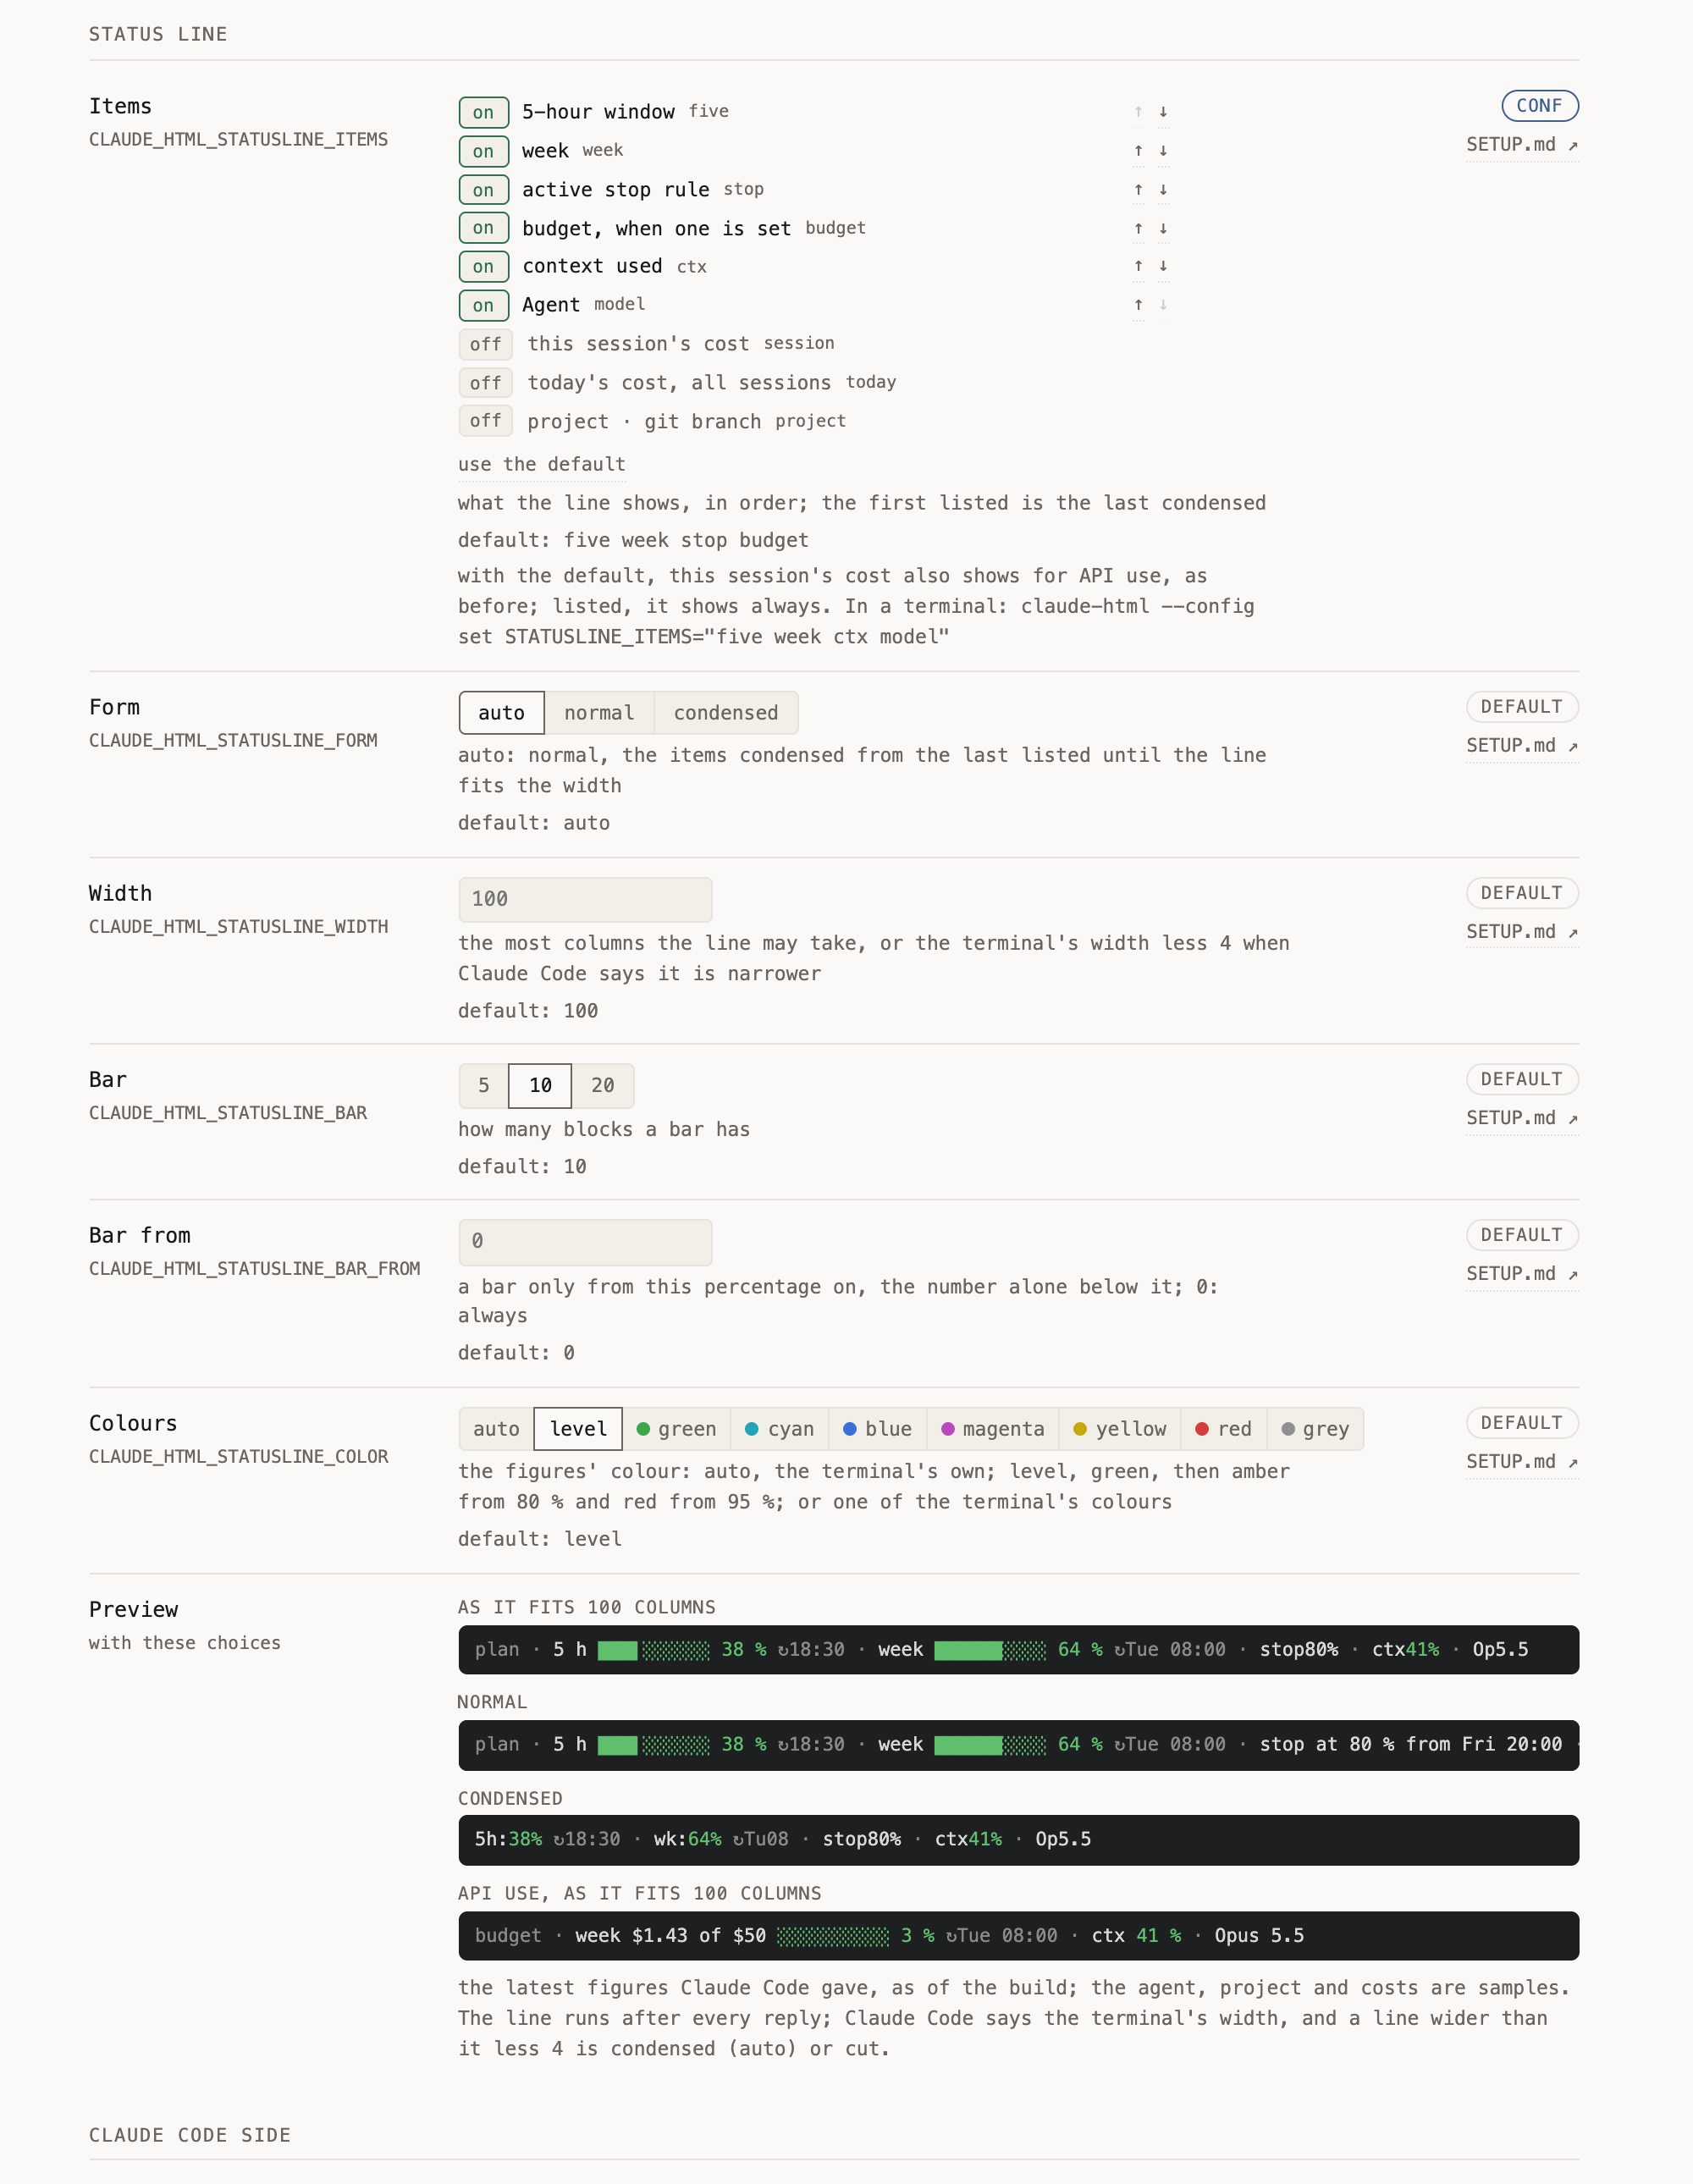 STATUS LINE
Items
CLAUDE_HTML_STATUSLINE_ITEMS
on 5-hour window five ↑ ↓
on week week ↑ ↓
on active stop rule stop ↑ ↓
on budget, when one is set budget ↑ ↓
on context used ctx ↑ ↓
on Agent model ↑ ↓
off this session's cost session
off today's cost, all sessions today
off project · git branch project
use the default
what the line shows, in order; the first listed is the last condensed
default: five week stop budget
with the default, this session's cost also shows for API use, as
before; listed, it shows always. In a terminal: claude-html --config
set STATUSLINE_ITEMS="five week ctx model"
CONF
SETUP.md ↗
Form
CLAUDE_HTML_STATUSLINE_FORM
auto normal condensed
auto: normal, the items condensed from the last listed until the line
fits the width
default: auto
DEFAULT
SETUP.md ↗
Width
CLAUDE_HTML_STATUSLINE_WIDTH
100
the most columns the line may take, or the terminal's width less 4 when
Claude Code says it is narrower
default: 100
DEFAULT
SETUP.md ↗
Bar
CLAUDE_HTML_STATUSLINE_BAR
5 10 20
how many blocks a bar has
default: 10
DEFAULT
SETUP.md ↗
Bar from
CLAUDE_HTML_STATUSLINE_BAR_FROM
0
a bar only from this percentage on, the number alone below it; 0:
always
default: 0
DEFAULT
SETUP.md ↗
Colours
CLAUDE_HTML_STATUSLINE_COLOR
auto level green cyan blue magenta yellow red grey
the figures' colour: auto, the terminal's own; level, green, then amber
from 80 % and red from 95 %; or one of the terminal's colours
default: level
DEFAULT
SETUP.md ↗
Preview
with these choices
AS IT FITS 100 COLUMNS
plan · 5 h 38 % ↻18:30 · week 64 % ↻Tue 08:00 · stop80% · ctx41% · Op5.5
NORMAL
plan · 5 h 38 % ↻18:30 · week 64 % ↻Tue 08:00 · stop at 80 % from Fri 20:00
CONDENSED
5h:38% ↻18:30 · wk:64% ↻Tu08 · stop80% · ctx41% · Op5.5
API USE, AS IT FITS 100 COLUMNS
budget · week $1.43 of $50 3 % ↻Tue 08:00 · ctx 41 % · Opus 5.5
the latest figures Claude Code gave, as of the build; the agent, project and costs are samples.
The line runs after every reply; Claude Code says the terminal's width, and a line wider than
it less 4 is condensed (auto) or cut.
CLAUDE CODE SIDE